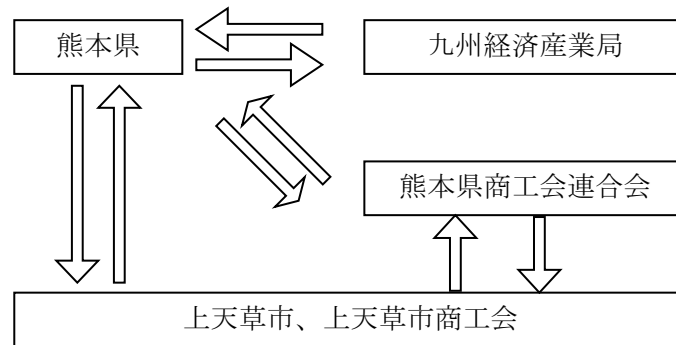 熊本県
九州経済産業局
熊本県商工会連合会
上天草市、上天草市商工会